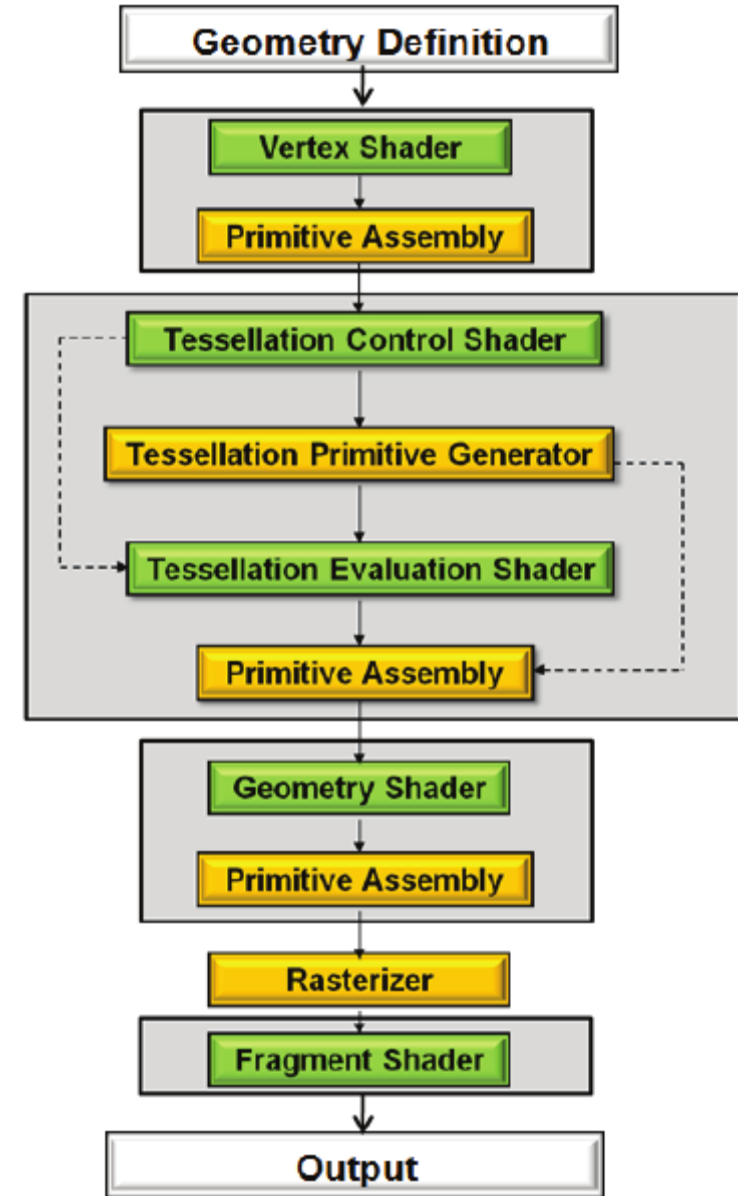 Geometry Definition
Vertex Shader
Primitive Assembly
Tessellation Control Shader
Tessellation Primitive Generator
Tessellation Evaluation Shader
Primitive Assembly
Geometry Shader
Primitive Assembly
Rasterizer
Fragment Shader
Output